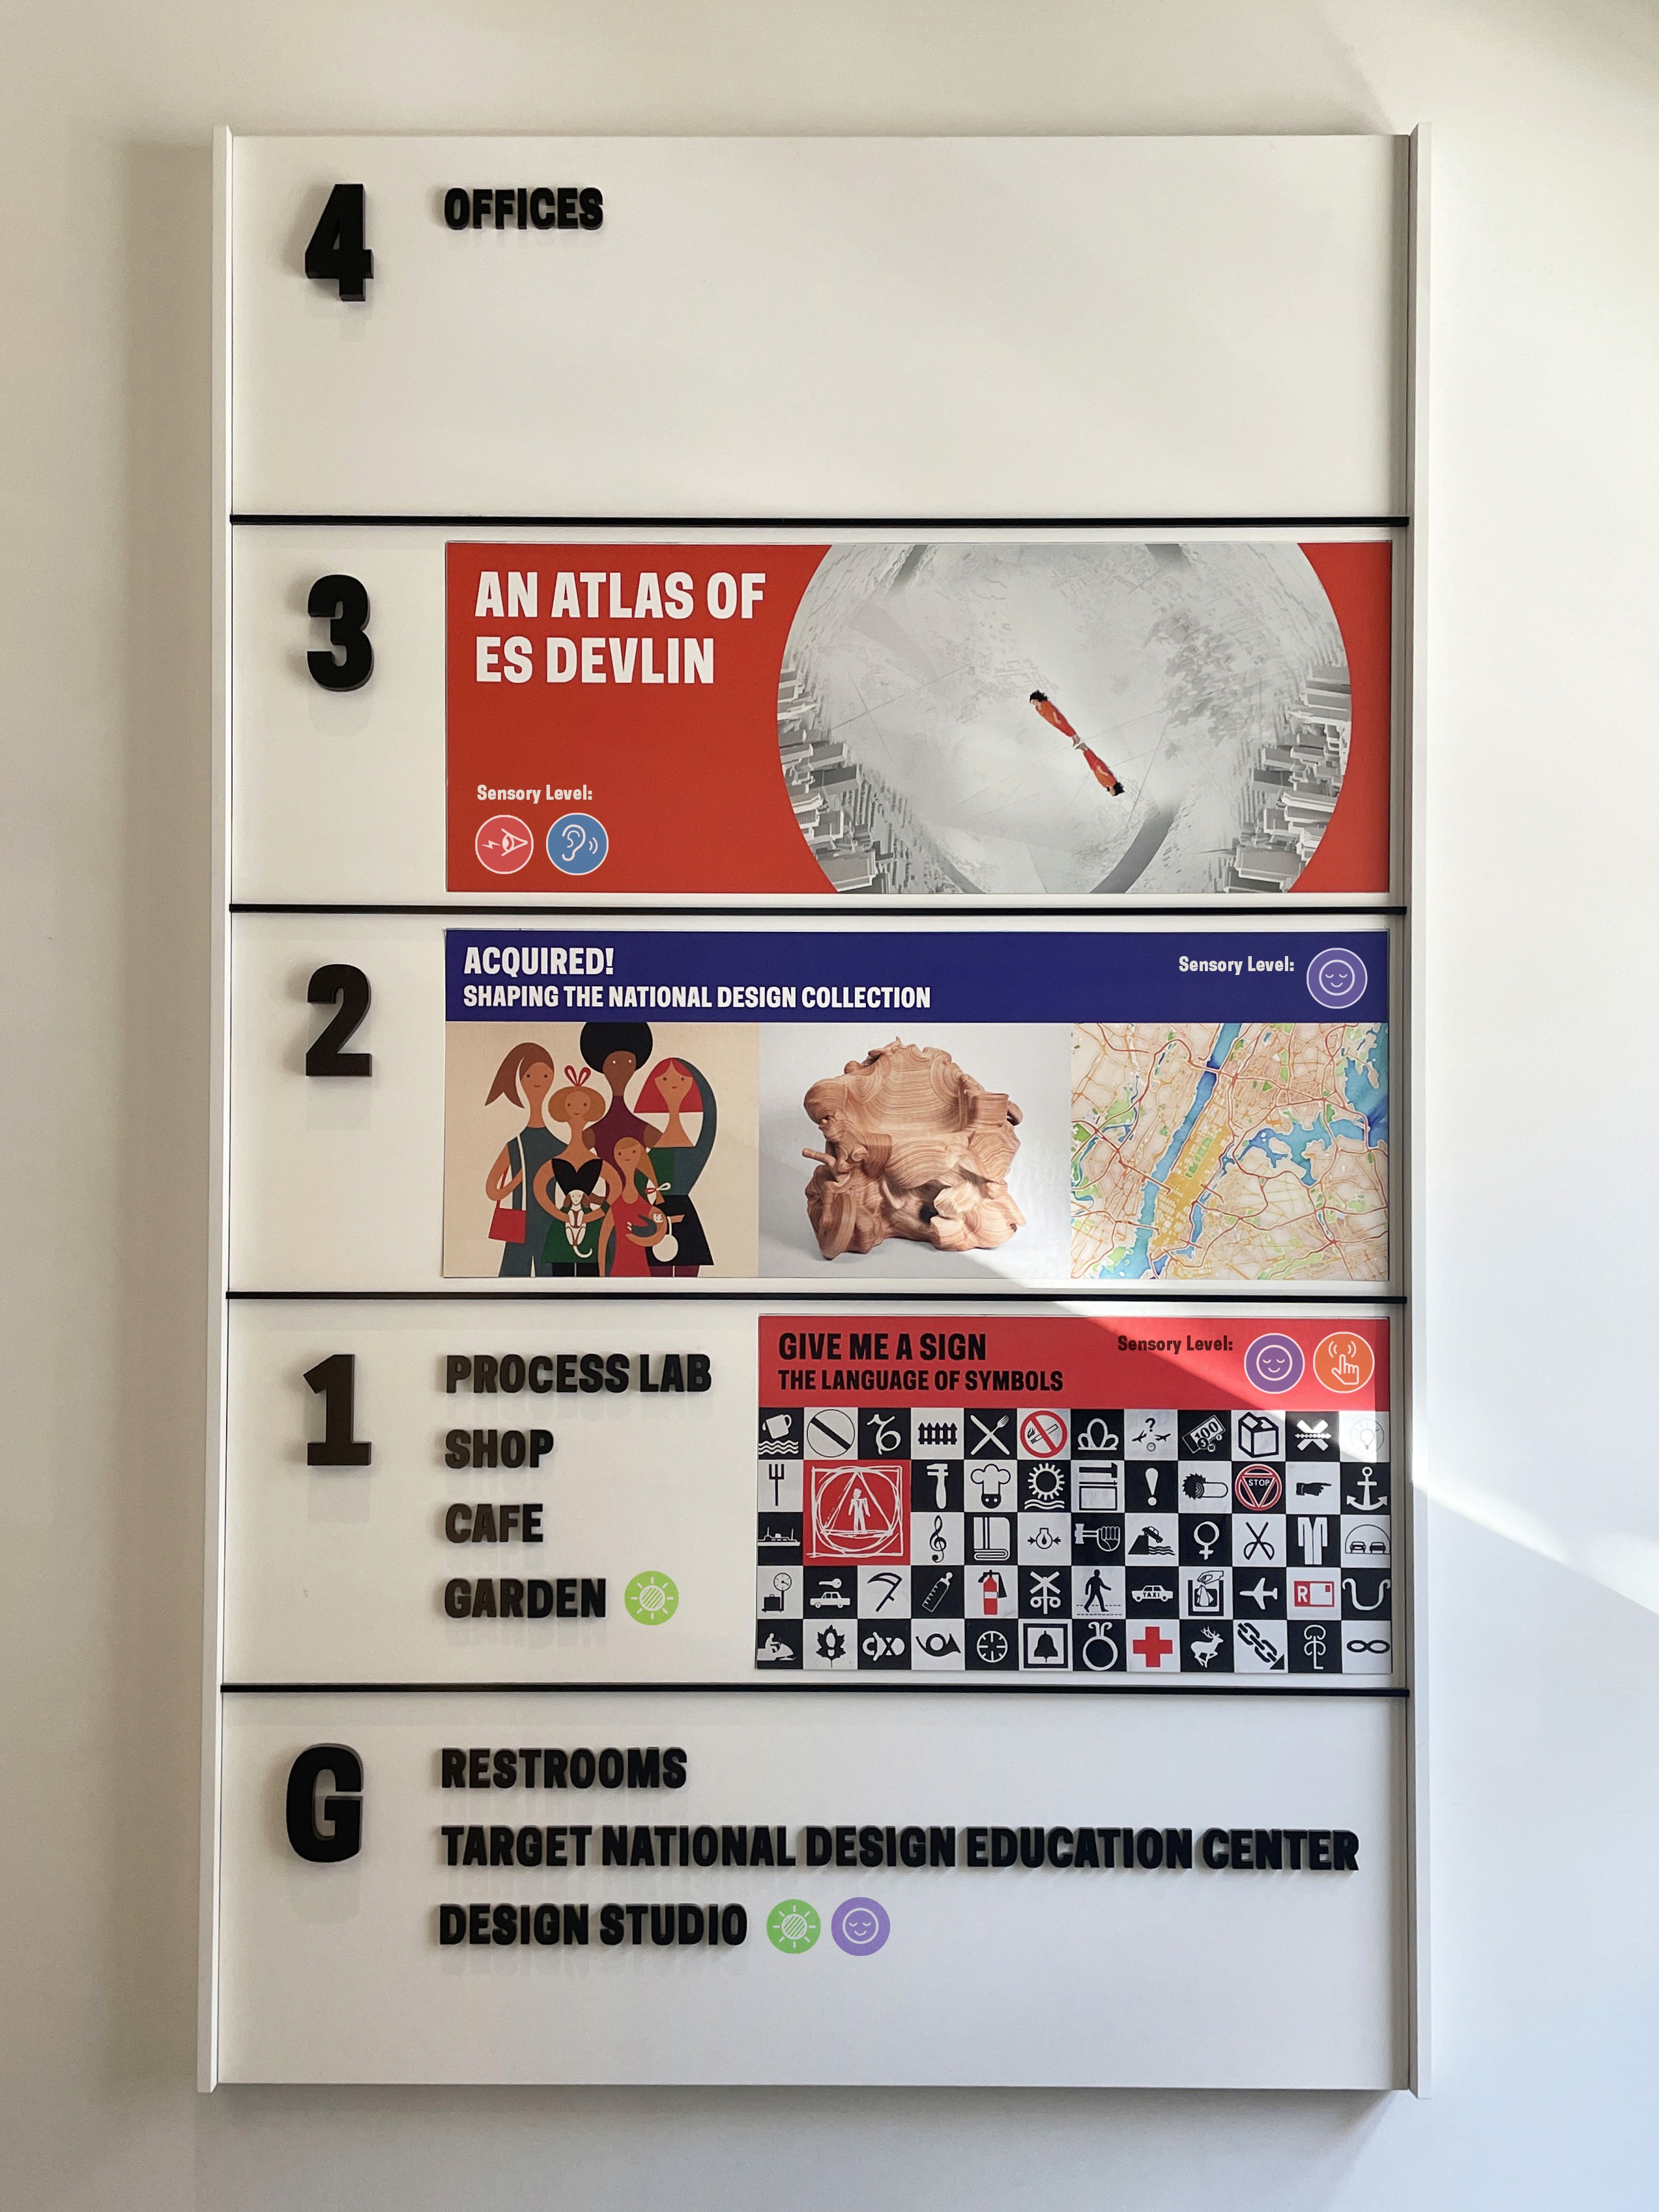 4
OFFICES
3
AN ATLAS OF
ES DEVLIN
Sensory Level:
2
ACQUIRED!
SHAPING THE NATIONAL DESIGN COLLECTION
Sensory Level:
1
PROCESS LAB
SHOP
CAFE
GARDEN
GIVE ME A SIGN
THE LANGUAGE OF SYMBOLS
Sensory Level:
?
100
STOP
!
TAXI
R
G
RESTROOMS
TARGET NATIONAL DESIGN EDUCATION CENTER
DESIGN STUDIO